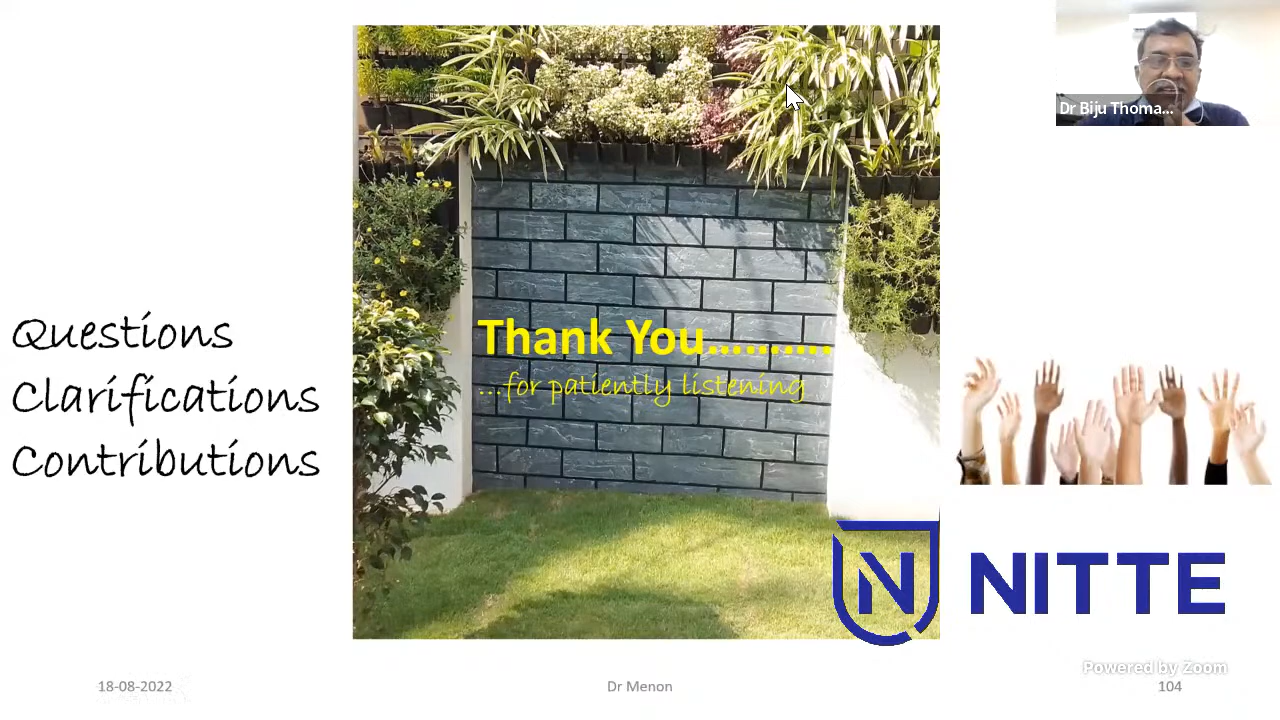 Dr Biju Thoma...
Questions
Clarifications
Contributions
Thank You..........
...for patiently listening
N NITTE
Powered by Zoom
18-08-2022
Dr Menon
104